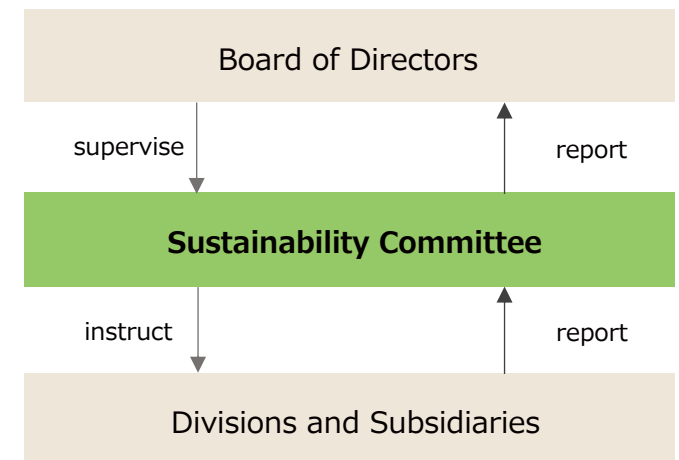 Board of Directors
supervise
report
Sustainability Committee
instruct
report
Divisions and Subsidiaries